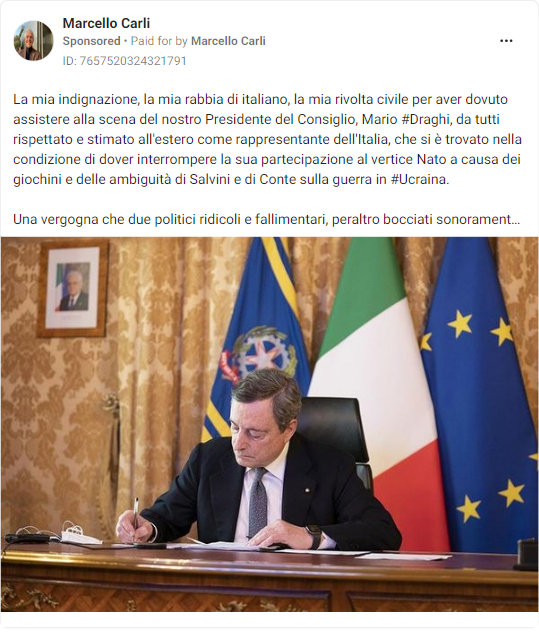 Marcello Carli
Sponsored • Paid for by Marcello Carli
ID: 7657520324321791
La mia indignazione, la mia rabbia di italiano, la mia rivolta civile per aver dovuto
assistere alla scena del nostro Presidente del Consiglio, Mario #Draghi, da tutti
rispettato e stimato all'estero come rappresentante dell'Italia, che si è trovato nella
condizione di dover interrompere la sua partecipazione al vertice Nato a causa dei
giochini e delle ambiguità di Salvini e di Conte sulla guerra in #Ucraina.
Una vergogna che due politici ridicoli e fallimentari, peraltro bocciati sonorament...